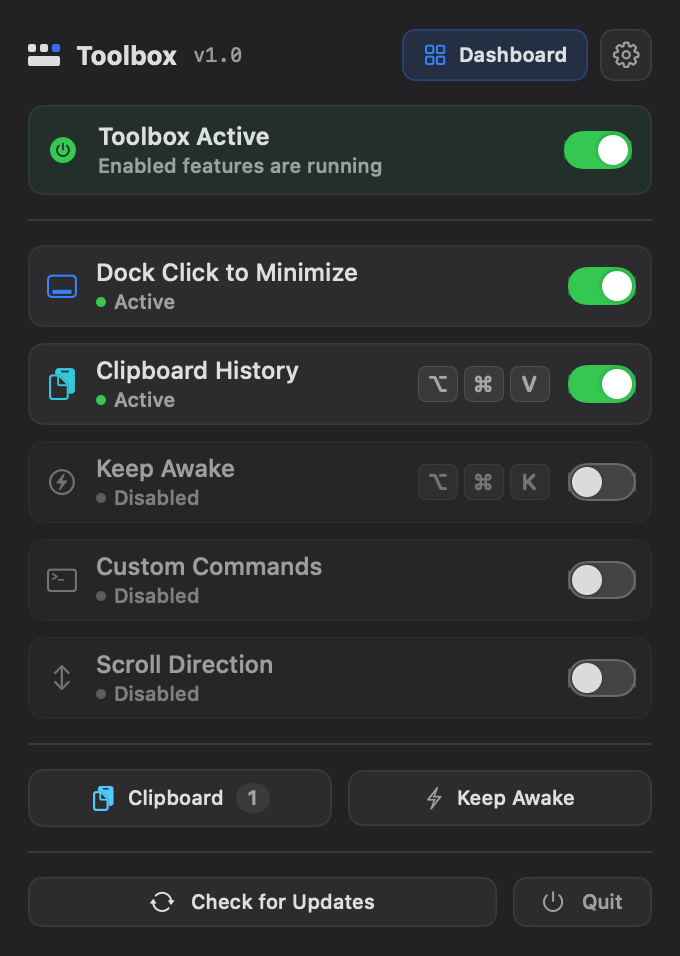 Toolbox v1.0
Dashboard
Toolbox Active
Enabled features are running
Dock Click to Minimize
Active
Clipboard History
Active
⌥ ⌘ V
Keep Awake
Disabled
⌥ ⌘ K
Custom Commands
Disabled
Scroll Direction
Disabled
Clipboard 1
Keep Awake
Check for Updates
Quit